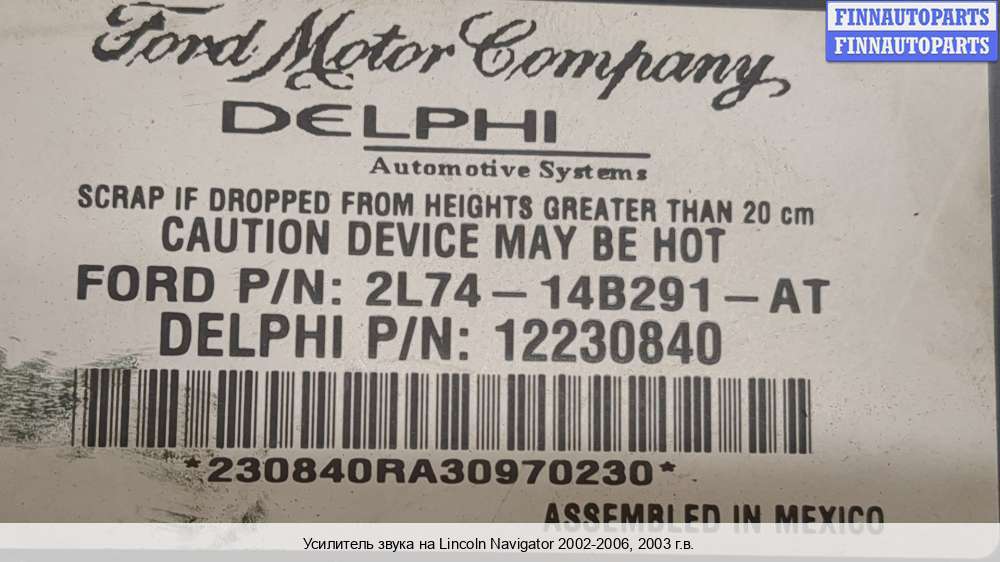 FINNAUTOPARTS
FINNAUTOPARTS
Ford Motor Company
DELPHI
Automotive Systems
SCRAP IF DROPPED FROM HEIGHTS GREATER THAN 20 cm
CAUTION DEVICE MAY BE HOT
FORD P/N: 2L74-14B291-AT
DELPHI P/N: 12230840
*230840RA30970230*
ASSEMBLED IN MEXICO
Усилитель звука на Lincoln Navigator 2002-2006, 2003 г.в.